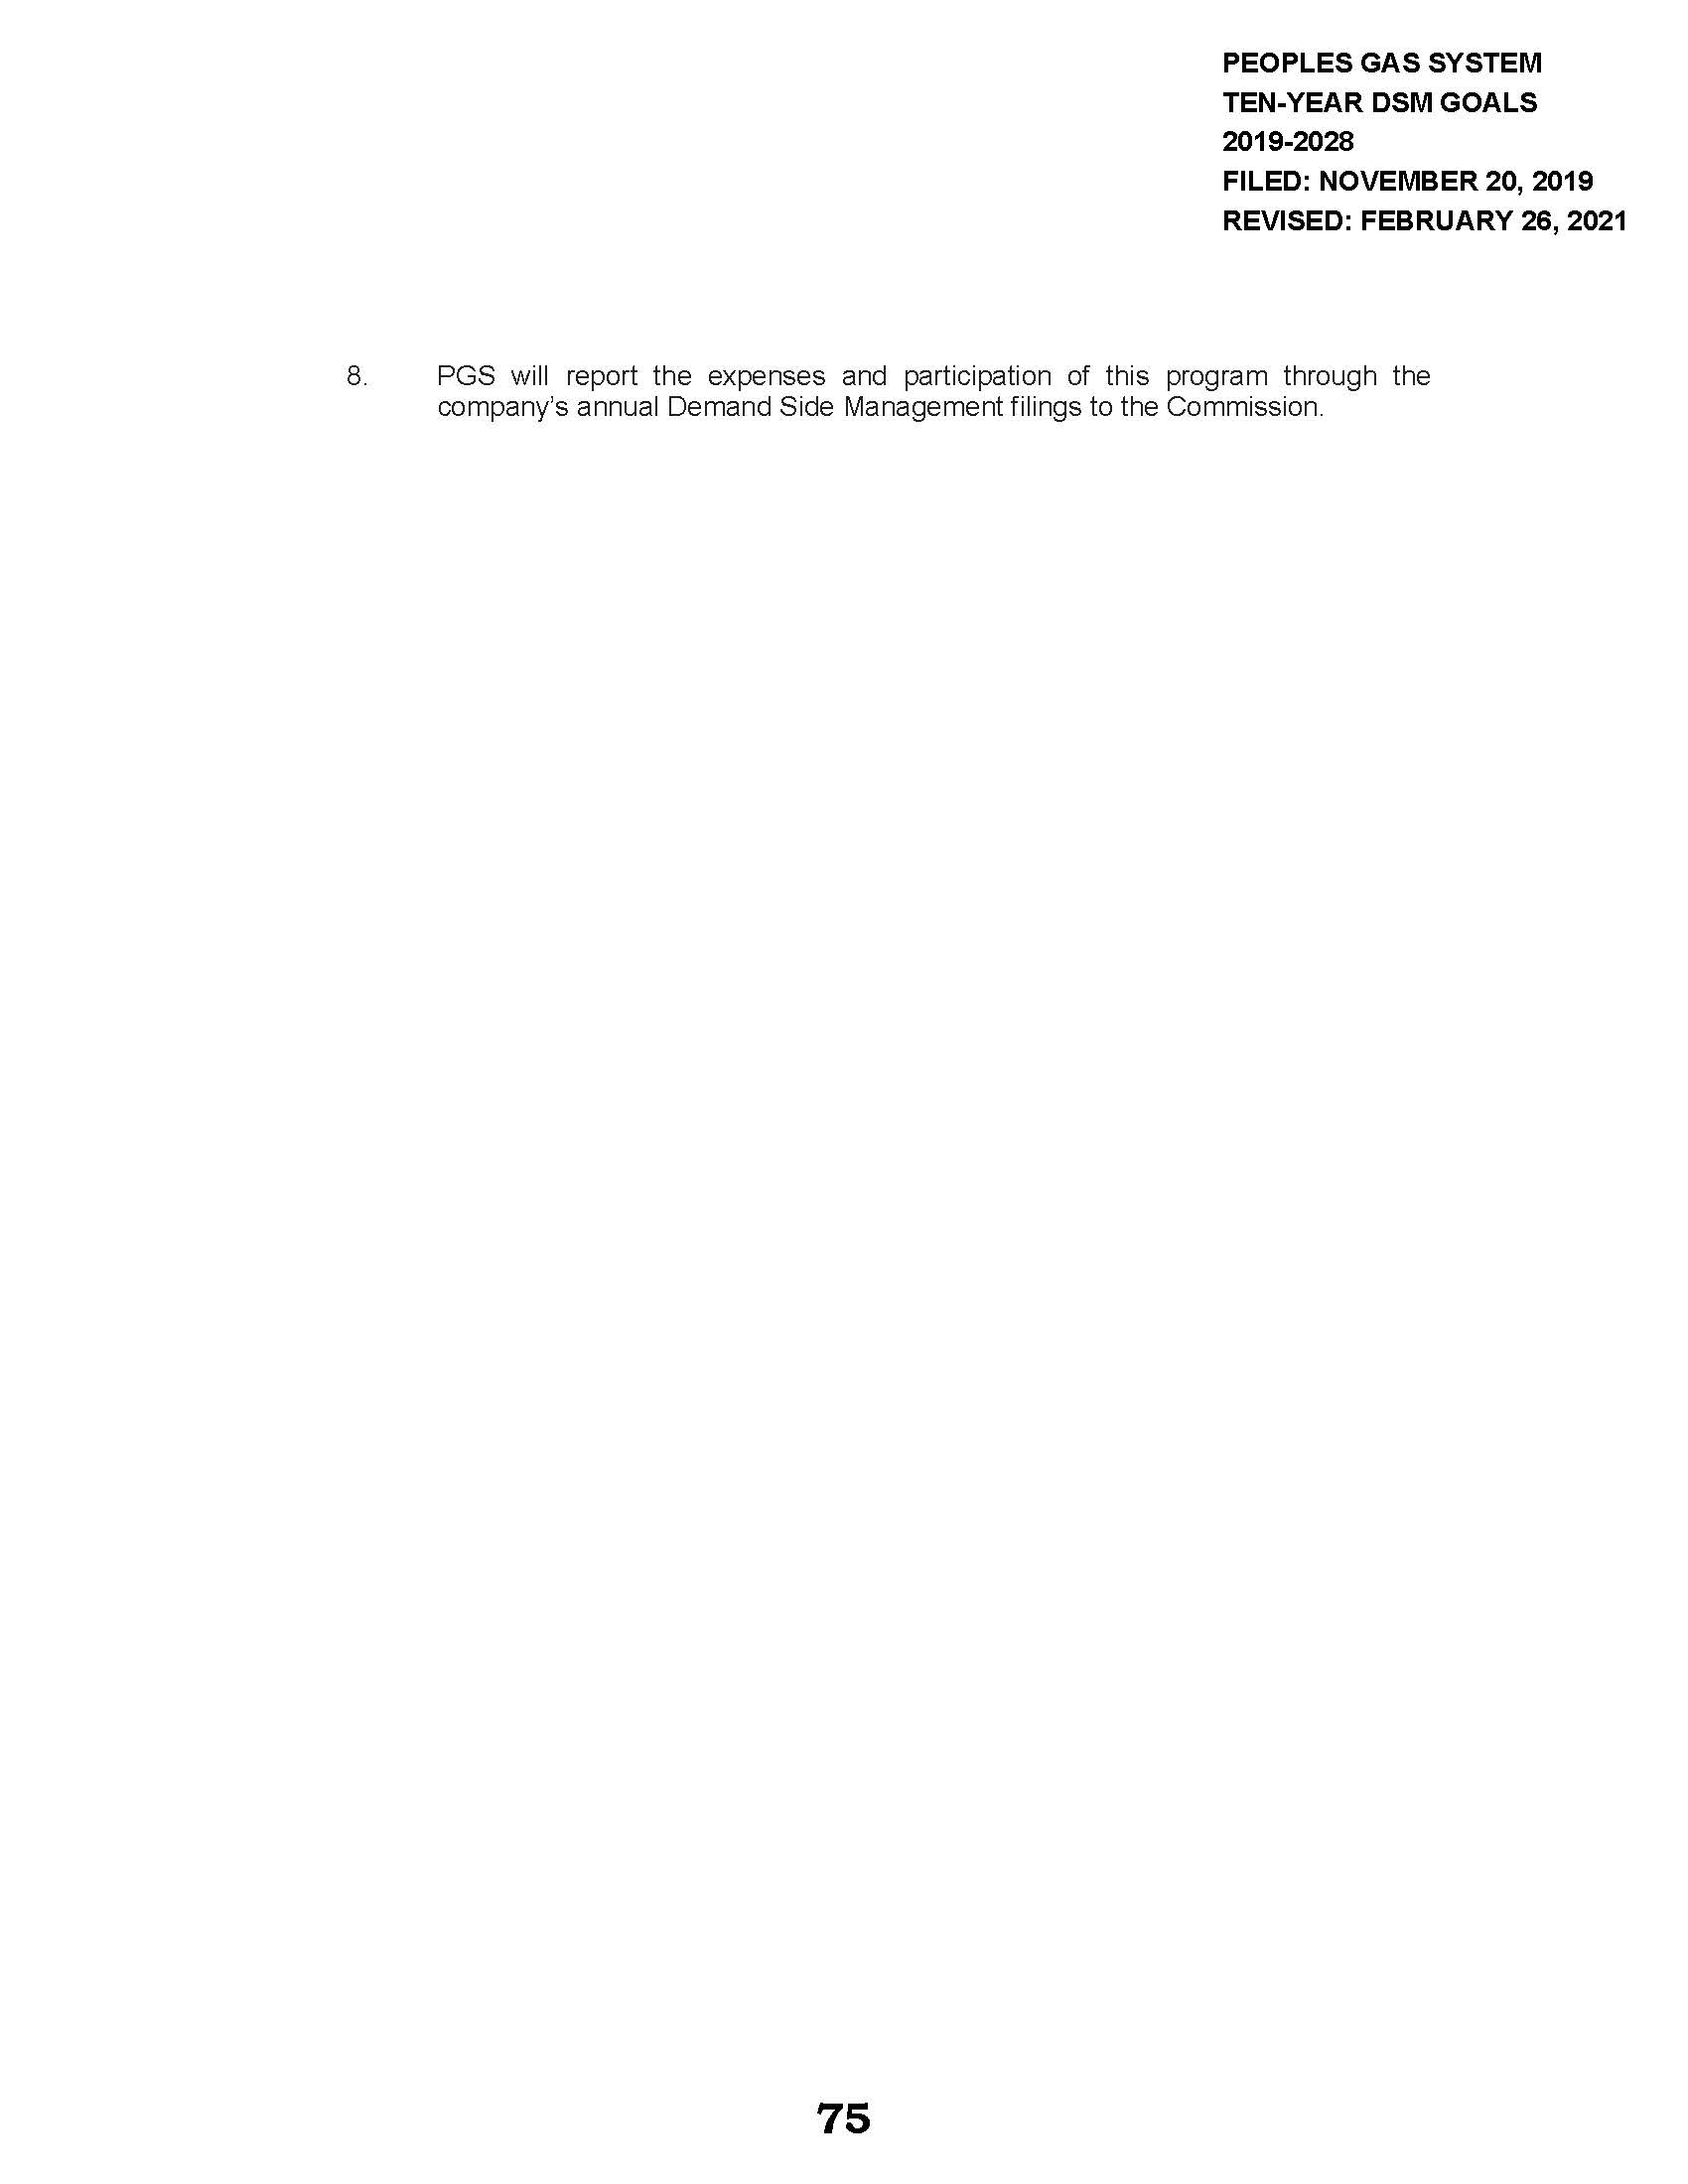 PEOPLES GAS SYSTEM
TEN-YEAR DSM GOALS
2019-2028
FILED: NOVEMBER 20, 2019
REVISED: FEBRUARY 26, 2021
8. PGS will report the expenses and participation of this program through the
company’s annual Demand Side Management filings to the Commission.
75